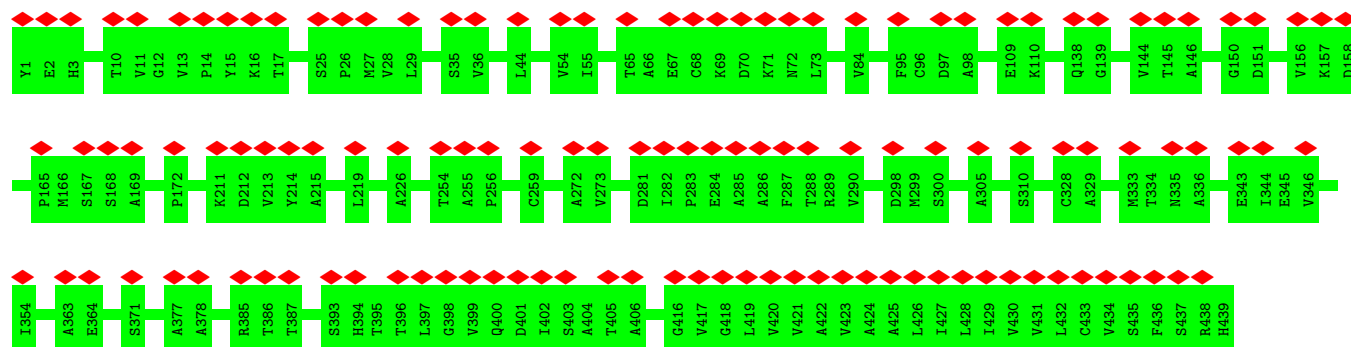 Y1 E2 H3 T10 V11 G12 V13 P14 Y15 K16 T17 S25 P26 M27 V28 L29 S35 V36 L44 V54 I55 T65 A66 E67 C68 K69 D70 K71 N72 L73 V84 F95 C96 D97 A98 E109 K110 Q138 G139 V144 T145 A146 G150 D151 V156 K157 D158
P165 M166 S167 S168 A169 P172 K211 D212 V213 Y214 A215 L219 A226 T254 A255 P256 C259 A272 V273 D281 I282 P283 E284 A285 A286 F287 T288 R289 V290 D298 M299 S300 A305 S310 C328 A329 M333 T334 N335 A336 E343 I344 E345 V346
I354 A363 E364 S371 A377 A378 R385 T386 T387 S393 H394 T395 T396 L397 G398 V399 Q400 D401 I402 S403 A404 T405 A406 G416 V417 G418 L419 V420 V421 A422 V423 A424 A425 L426 I427 L428 I429 V430 V431 L432 C433 V434 S435 F436 S437 R438 H439